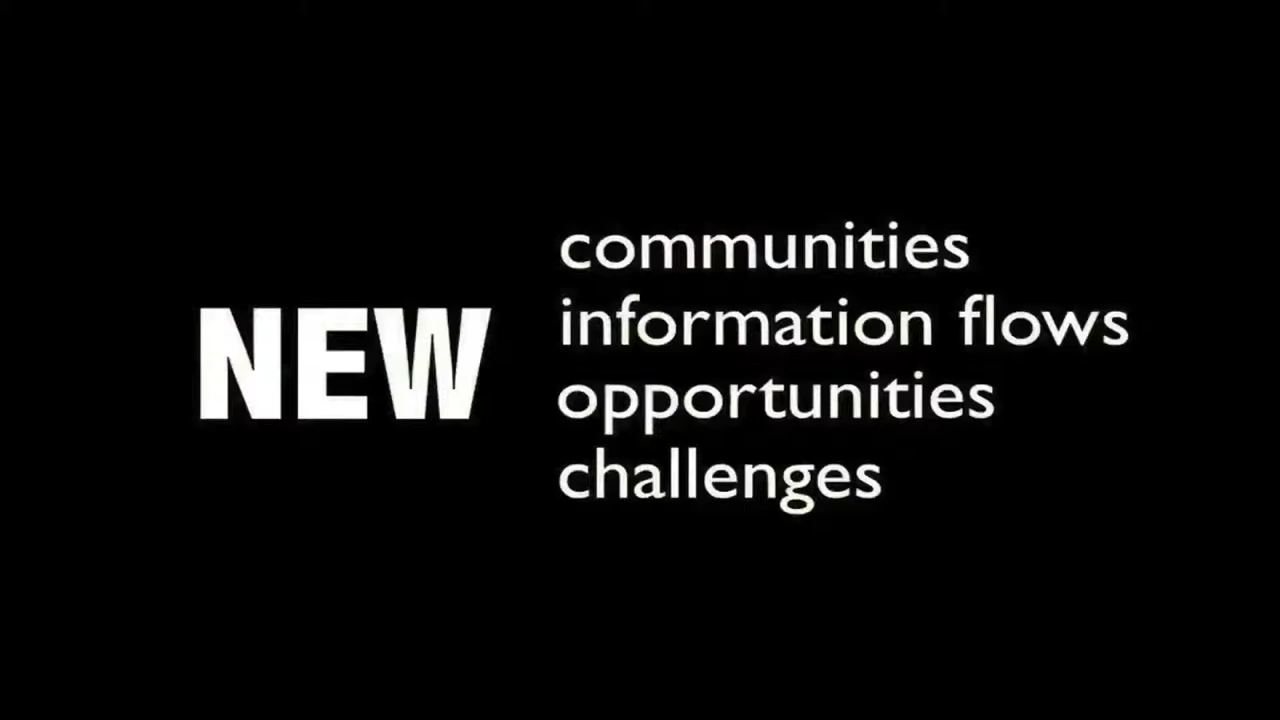 NEW
communities
information flows
opportunities
challenges